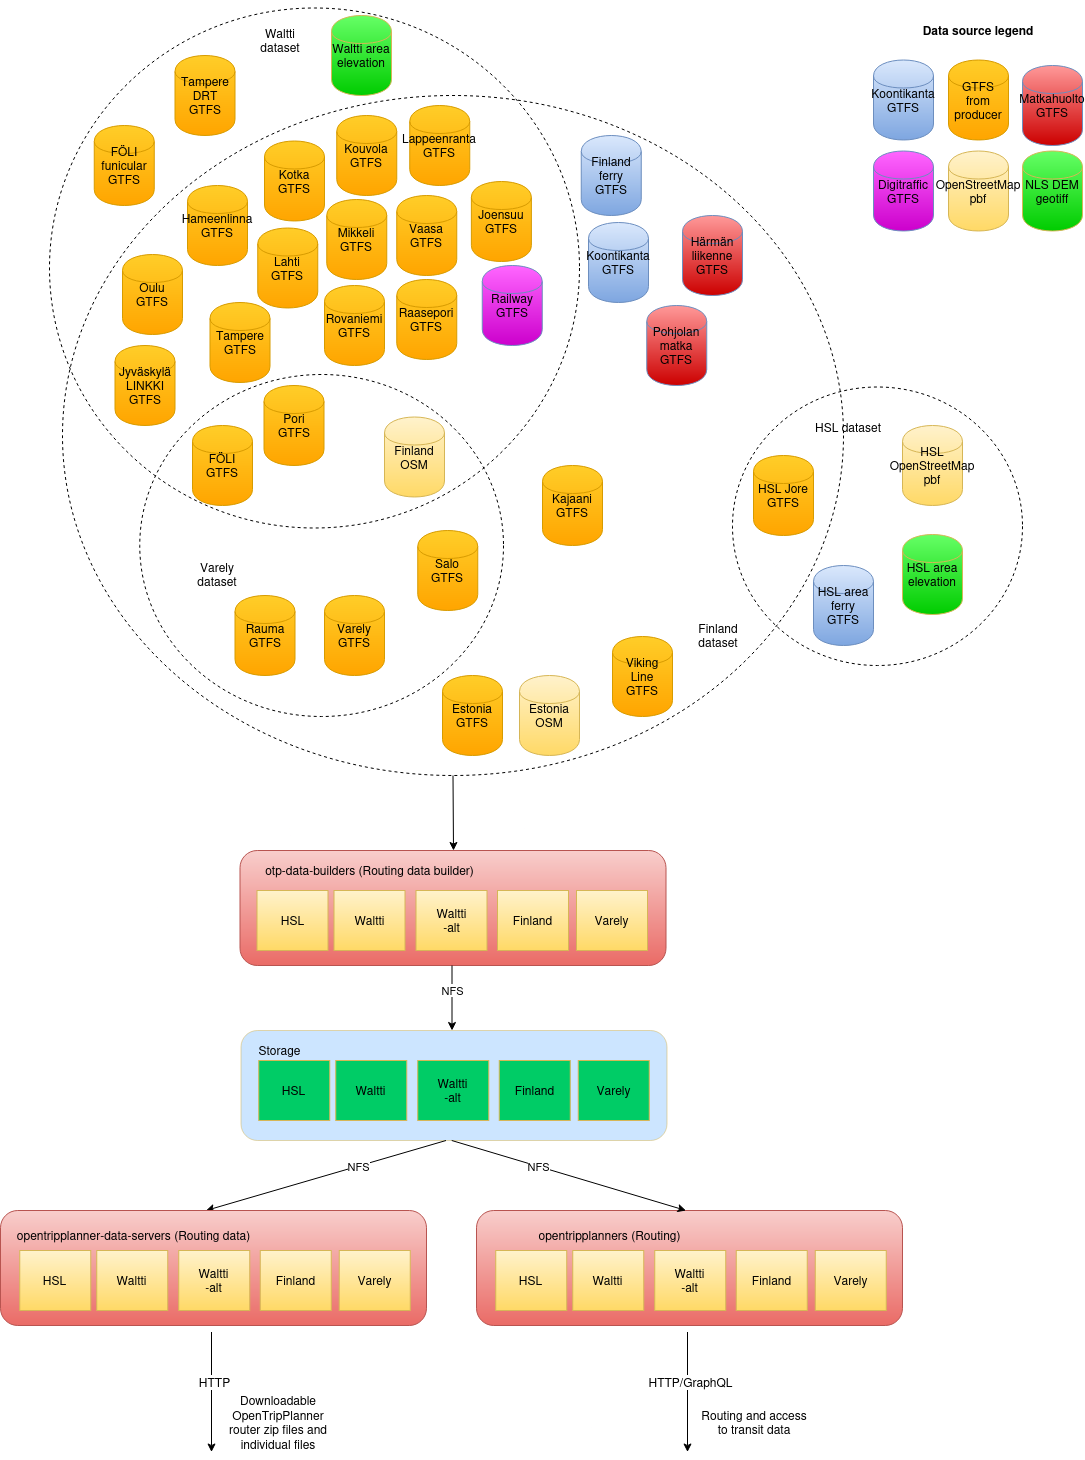 Waltti
dataset
Waltti area
elevation
Data source legend
Koontikanta
GTFS
GTFS
from
producer
Matkahuolto
GTFS
Digitraffic
GTFS
OpenStreetMap
pbf
NLS DEM
geotiff
Tampere
DRT
GTFS
FÖLI
funicular
GTFS
Kotka
GTFS
Kouvola
GTFS
Lappeenranta
GTFS
Finland
ferry
GTFS
Hameenlinna
GTFS
Lahti
GTFS
Mikkeli
GTFS
Vaasa
GTFS
Joensuu
GTFS
Koontikanta
GTFS
Härmän
liikenne
GTFS
Oulu
GTFS
Tampere
GTFS
Rovaniemi
GTFS
Raasepori
GTFS
Railway
GTFS
Pohjolan
matka
GTFS
Jyväskylä
LINKKI
GTFS
Pori
GTFS
FÖLI
GTFS
Finland
OSM
Kajaani
GTFS
HSL dataset
HSL Jore
GTFS
HSL
OpenStreetMap
pbf
HSL area
elevation
HSL area
ferry
GTFS
Varely
dataset
Salo
GTFS
Rauma
GTFS
Varely
GTFS
Finland
dataset
Viking
Line
GTFS
Estonia
GTFS
Estonia
OSM
otp-data-builders (Routing data builder)
HSL
Waltti
Waltti
-alt
Finland
Varely
NFS
Storage
HSL
Waltti
Waltti
-alt
Finland
Varely
NFS
NFS
opentripplanner-data-servers (Routing data)
HSL
Waltti
Waltti
-alt
Finland
Varely
opentripplanners (Routing)
HSL
Waltti
Waltti
-alt
Finland
Varely
HTTP
Downloadable
OpenTripPlanner
router zip files and
individual files
HTTP/GraphQL
Routing and access
to transit data